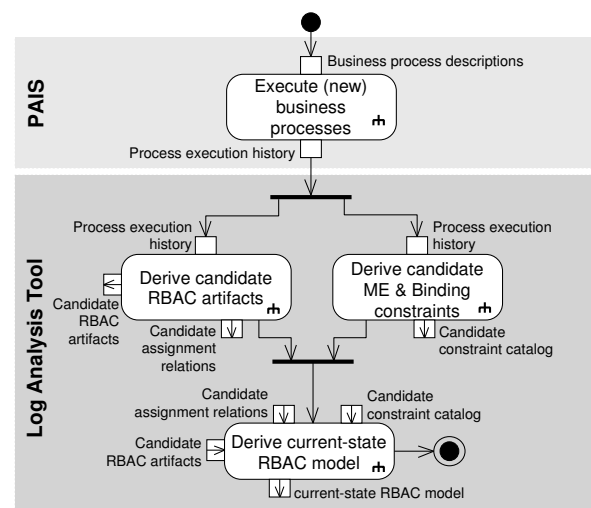 PAIS
Business process descriptions
Execute (new)
business
processes
Process execution history
Log Analysis Tool
Process execution
history
Process execution
history
Derive candidate
RBAC artifacts
Derive candidate
ME & Binding
constraints
Candidate
RBAC
artifacts
Candidate
assignment
relations
Candidate
constraint catalog
Candidate
assignment relations
Candidate
constraint catalog
Candidate
RBAC artifacts
Derive current-state
RBAC model
current-state RBAC model